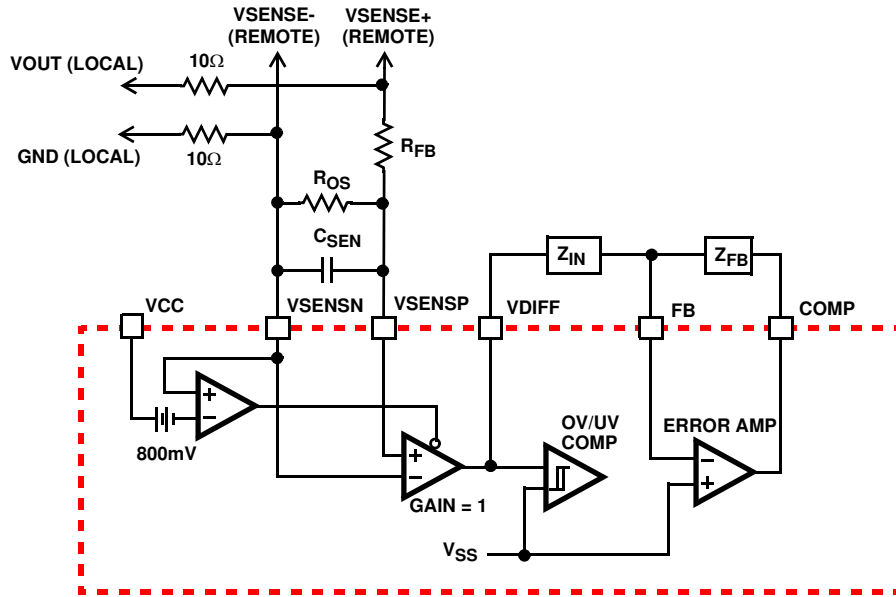 VSENSE-
(REMOTE)
VSENSE+
(REMOTE)
VOUT (LOCAL)
10Ω
GND (LOCAL)
10Ω
RFB
ROS
CSEN
ZIN
ZFB
VCC
VSENSN
VSENSP
VDIFF
FB
COMP
+
−
800mV
+
−
GAIN = 1
OV/UV
COMP
ERROR AMP
−
+
VSS